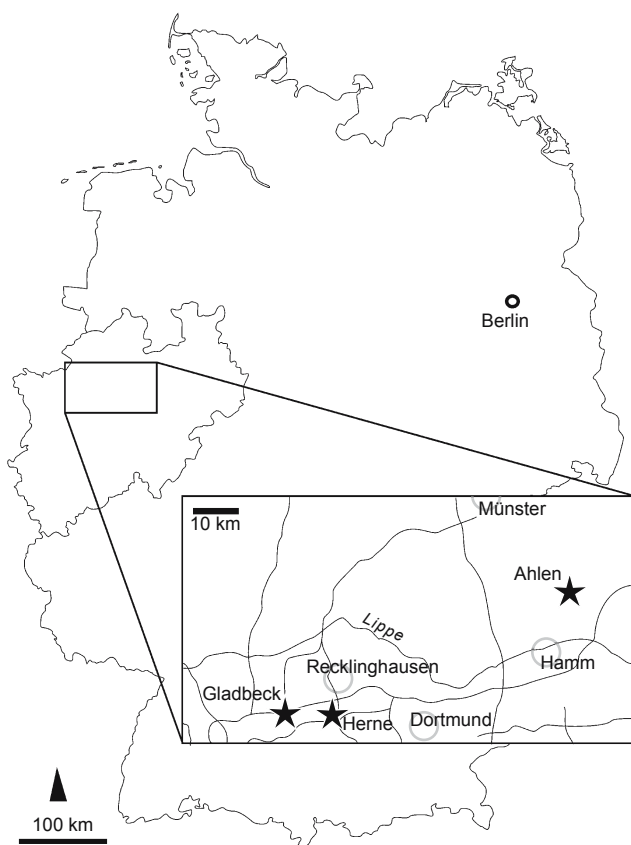 Berlin
10 km
Münster
Ahlen
Lippe
Recklinghausen
Hamm
Gladbeck
Herne
Dortmund
100 km